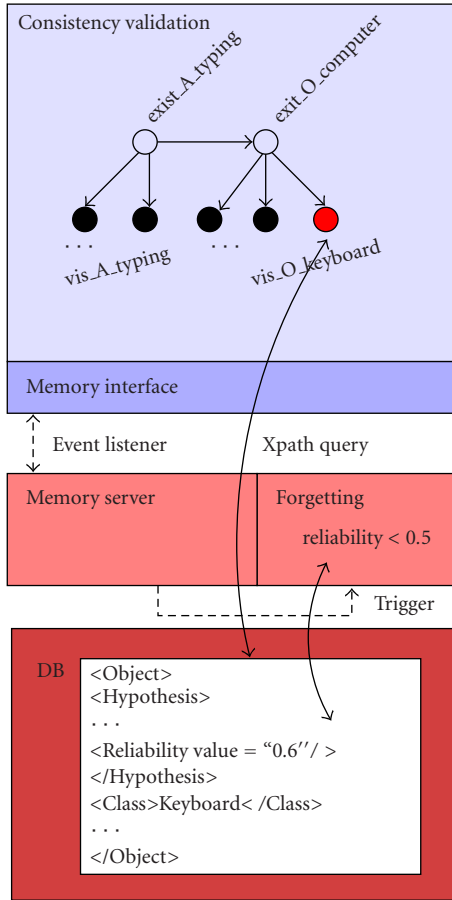 Consistency validation
exist_A_typing
exit_O_computer
. . .
vis_A_typing
. . .
vis_O_keyboard
Memory interface
Event listener
Xpath query
Memory server
Forgetting
reliability < 0.5
Trigger
DB
<Object>
<Hypothesis>
. . .
<Reliability value = “0.6′′/ >
</Hypothesis>
<Class>Keyboard< /Class>
. . .
</Object>